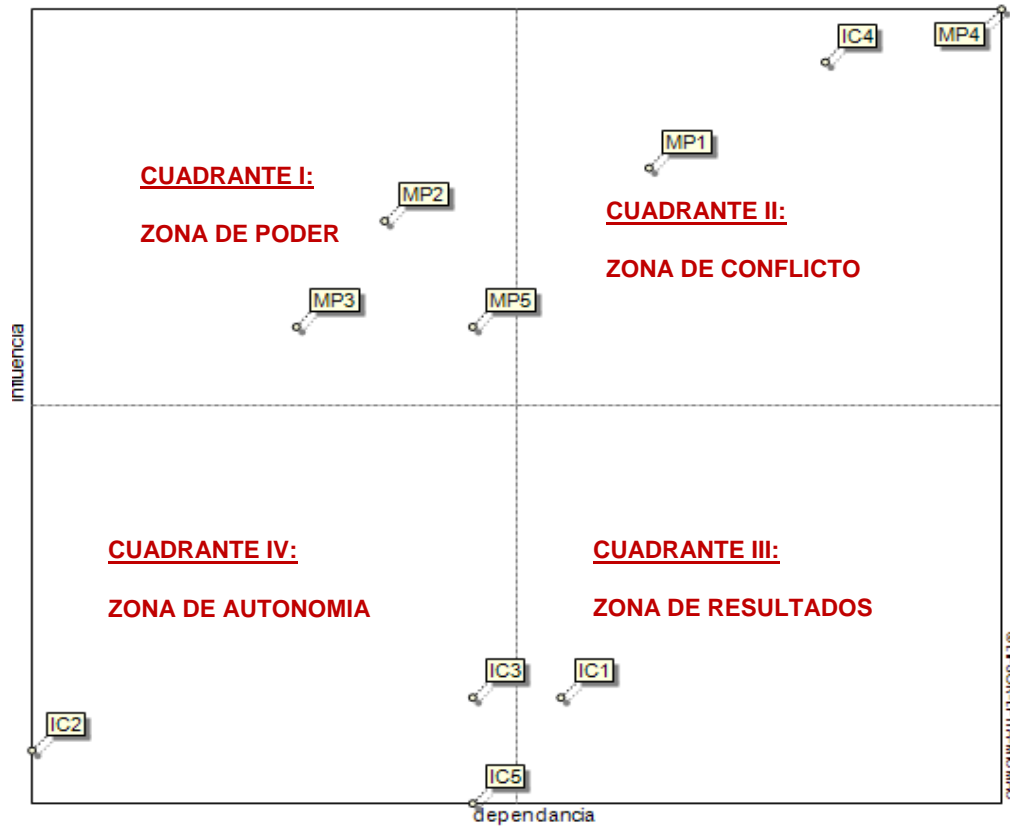 IC4
MP4
MP1
CUADRANTE I:
MP2
CUADRANTE II:
ZONA DE PODER
ZONA DE CONFLICTO
MP3
MP5
influencia
CUADRANTE IV:
CUADRANTE III:
ZONA DE AUTONOMIA
ZONA DE RESULTADOS
IC3
IC1
IC2
IC5
dependancia